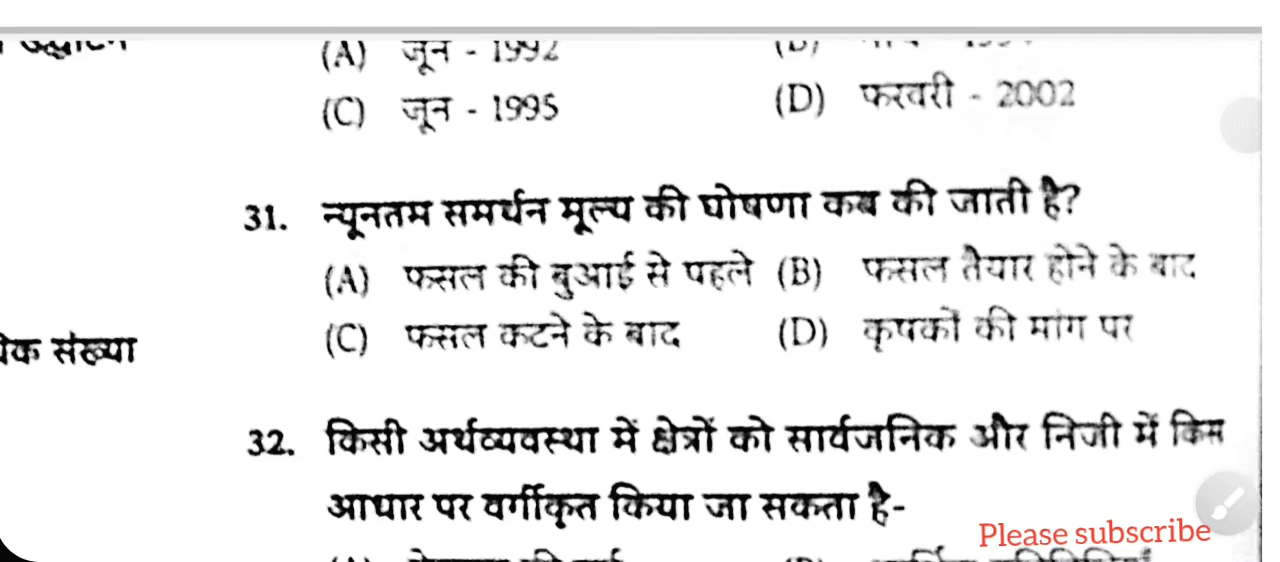 (A) जून - 1992
(C) जून - 1995 (D) फरवरी - 2002
31. न्यूनतम समर्थन मूल्य की घोषणा कब की जाती है?
(A) फसल की बुआई से पहले (B) फसल तैयार होने के बाद
(C) फसल कटने के बाद (D) कृषकों की मांग पर
संख्या
32. किसी अर्थव्यवस्था में क्षेत्रों को सार्वजनिक और निजी में किस
आधार पर वर्गीकृत किया जा सकता है-
Please subscribe